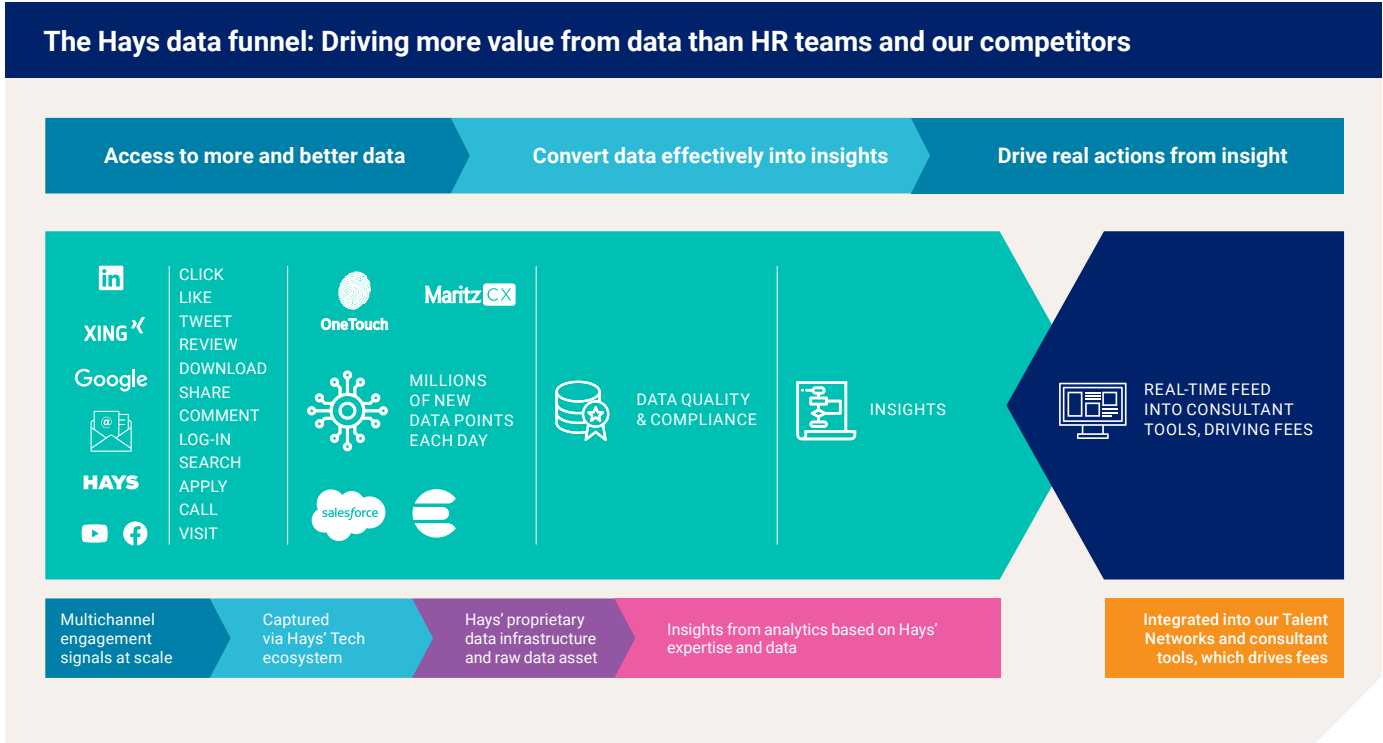 The Hays data funnel: Driving more value from data than HR teams and our competitors
Access to more and better data
Convert data effectively into insights
Drive real actions from insight
in
XING
Google
@ E
HAYS
CLICK
LIKE
TWEET
REVIEW
DOWNLOAD
SHARE
COMMENT
LOG-IN
SEARCH
APPLY
CALL
VISIT
OneTouch
Maritz CX
MILLIONS
OF NEW
DATA POINTS
EACH DAY
salesforce
DATA QUALITY
& COMPLIANCE
INSIGHTS
REAL-TIME FEED
INTO CONSULTANT
TOOLS, DRIVING FEES
Multichannel
engagement
signals at scale
Captured
via Hays' Tech
ecosystem
Hays' proprietary
data infrastructure
and raw data asset
Insights from analytics based on Hays'
expertise and data
Integrated into our Talent
Networks and consultant
tools, which drives fees